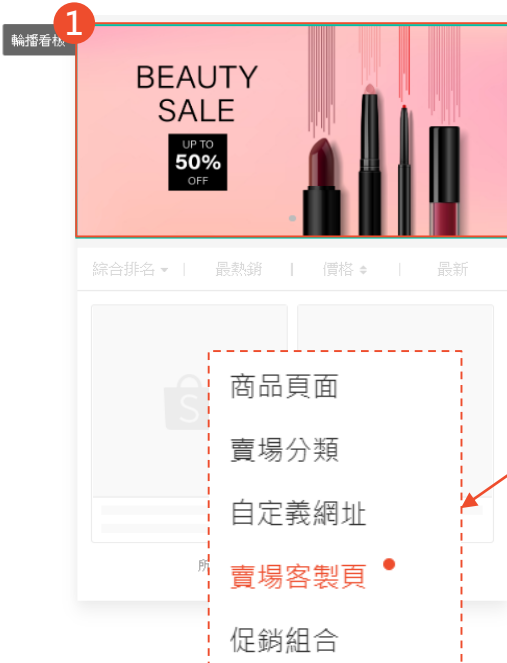 1
輪播看板
BEAUTY
SALE
UP TO
50%
OFF
綜合排名 | 最熱銷 | 價格 | 最新
S
商品頁面
賣場分類
自定義網址
所
賣場客製頁
促銷組合